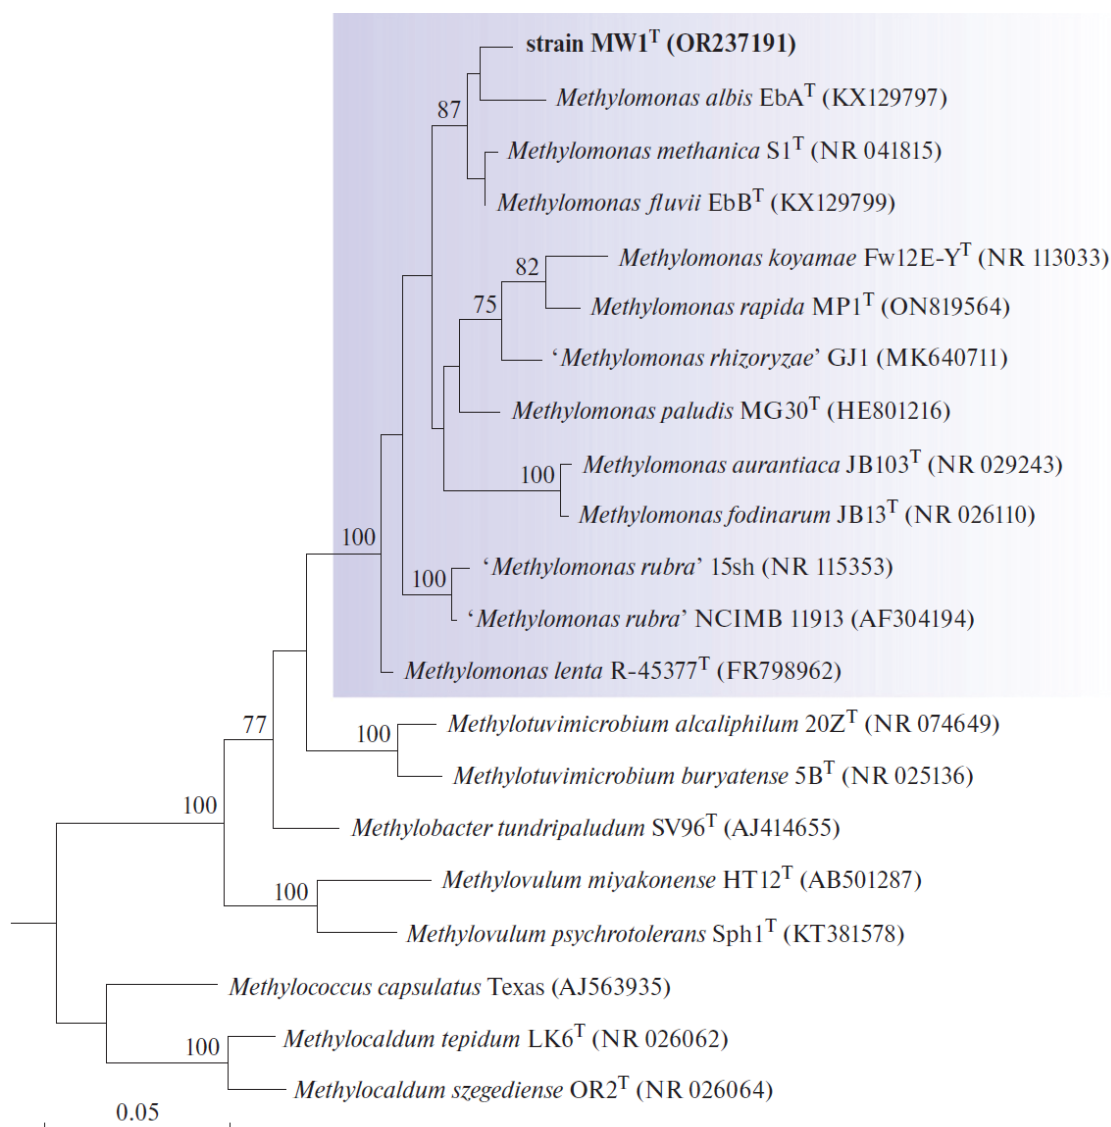 strain MW1ᵀ (OR237191)
Methylomonas albis EbAᵀ (KX129797)
87
Methylomonas methanica S1ᵀ (NR 041815)
Methylomonas fluvii EbBᵀ (KX129799)
Methylomonas koyamae Fw12E-Yᵀ (NR 113033)
82
Methylomonas rapida MP1ᵀ (ON819564)
75
‘Methylomonas rhizoryzae’ GJ1 (MK640711)
Methylomonas paludis MG30ᵀ (HE801216)
Methylomonas aurantiaca JB103ᵀ (NR 029243)
100
Methylomonas fodinarum JB13ᵀ (NR 026110)
100
‘Methylomonas rubra’ 15sh (NR 115353)
100
‘Methylomonas rubra’ NCIMB 11913 (AF304194)
Methylomonas lenta R-45377ᵀ (FR798962)
77
Methylotuvimicrobium alcaliphilum 20Zᵀ (NR 074649)
100
Methylotuvimicrobium buryatense 5Bᵀ (NR 025136)
100
Methylobacter tundripaludum SV96ᵀ (AJ414655)
Methylovulum miyakonense HT12ᵀ (AB501287)
100
Methylovulum psychrotolerans Sph1ᵀ (KT381578)
Methylococcus capsulatus Texas (AJ563935)
Methylocaldum tepidum LK6ᵀ (NR 026062)
100
Methylocaldum szegediense OR2ᵀ (NR 026064)
0.05